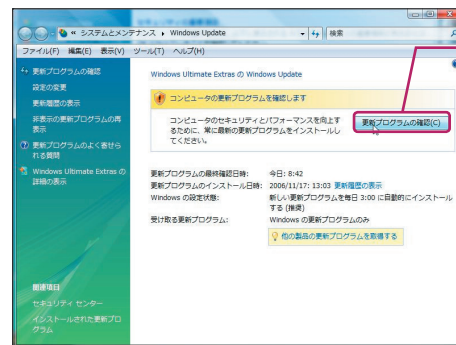 « システムとメンテナンス ▸ Windows Update
検索
ファイル(F) 編集(E) 表示(V) ツール(T) ヘルプ(H)
更新プログラムの確認
設定の変更
更新履歴の表示
非表示の更新プログラムの再
表示
更新プログラムのよく寄せら
れる質問
Windows Ultimate Extras の
詳細の表示
関連項目
セキュリティ センター
インストールされた更新プロ
グラム
Windows Ultimate Extras の Windows Update
コンピュータの更新プログラムを確認します
コンピュータのセキュリティとパフォーマンスを向上す
るために、常に最新の更新プログラムをインストールし
てください。
更新プログラムの確認(C)
更新プログラムの最終確認日時: 今日: 8:42
更新プログラムのインストール日時: 2006/11/17: 13:03 更新履歴の表示
Windows の設定状態: 新しい更新プログラムを毎日 3:00 に自動的にインストール
する (推奨)
受け取る更新プログラム: Windows の更新プログラムのみ
他の製品の更新プログラムを取得する